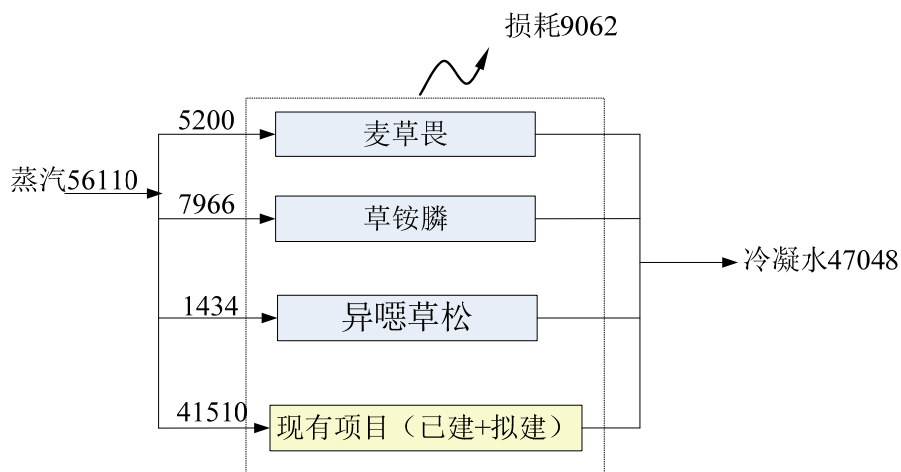 损耗9062
5200
麦草畏
蒸汽56110
7966
草铵膦
冷凝水47048
1434
异噁草松
41510
现有项目（已建+拟建）